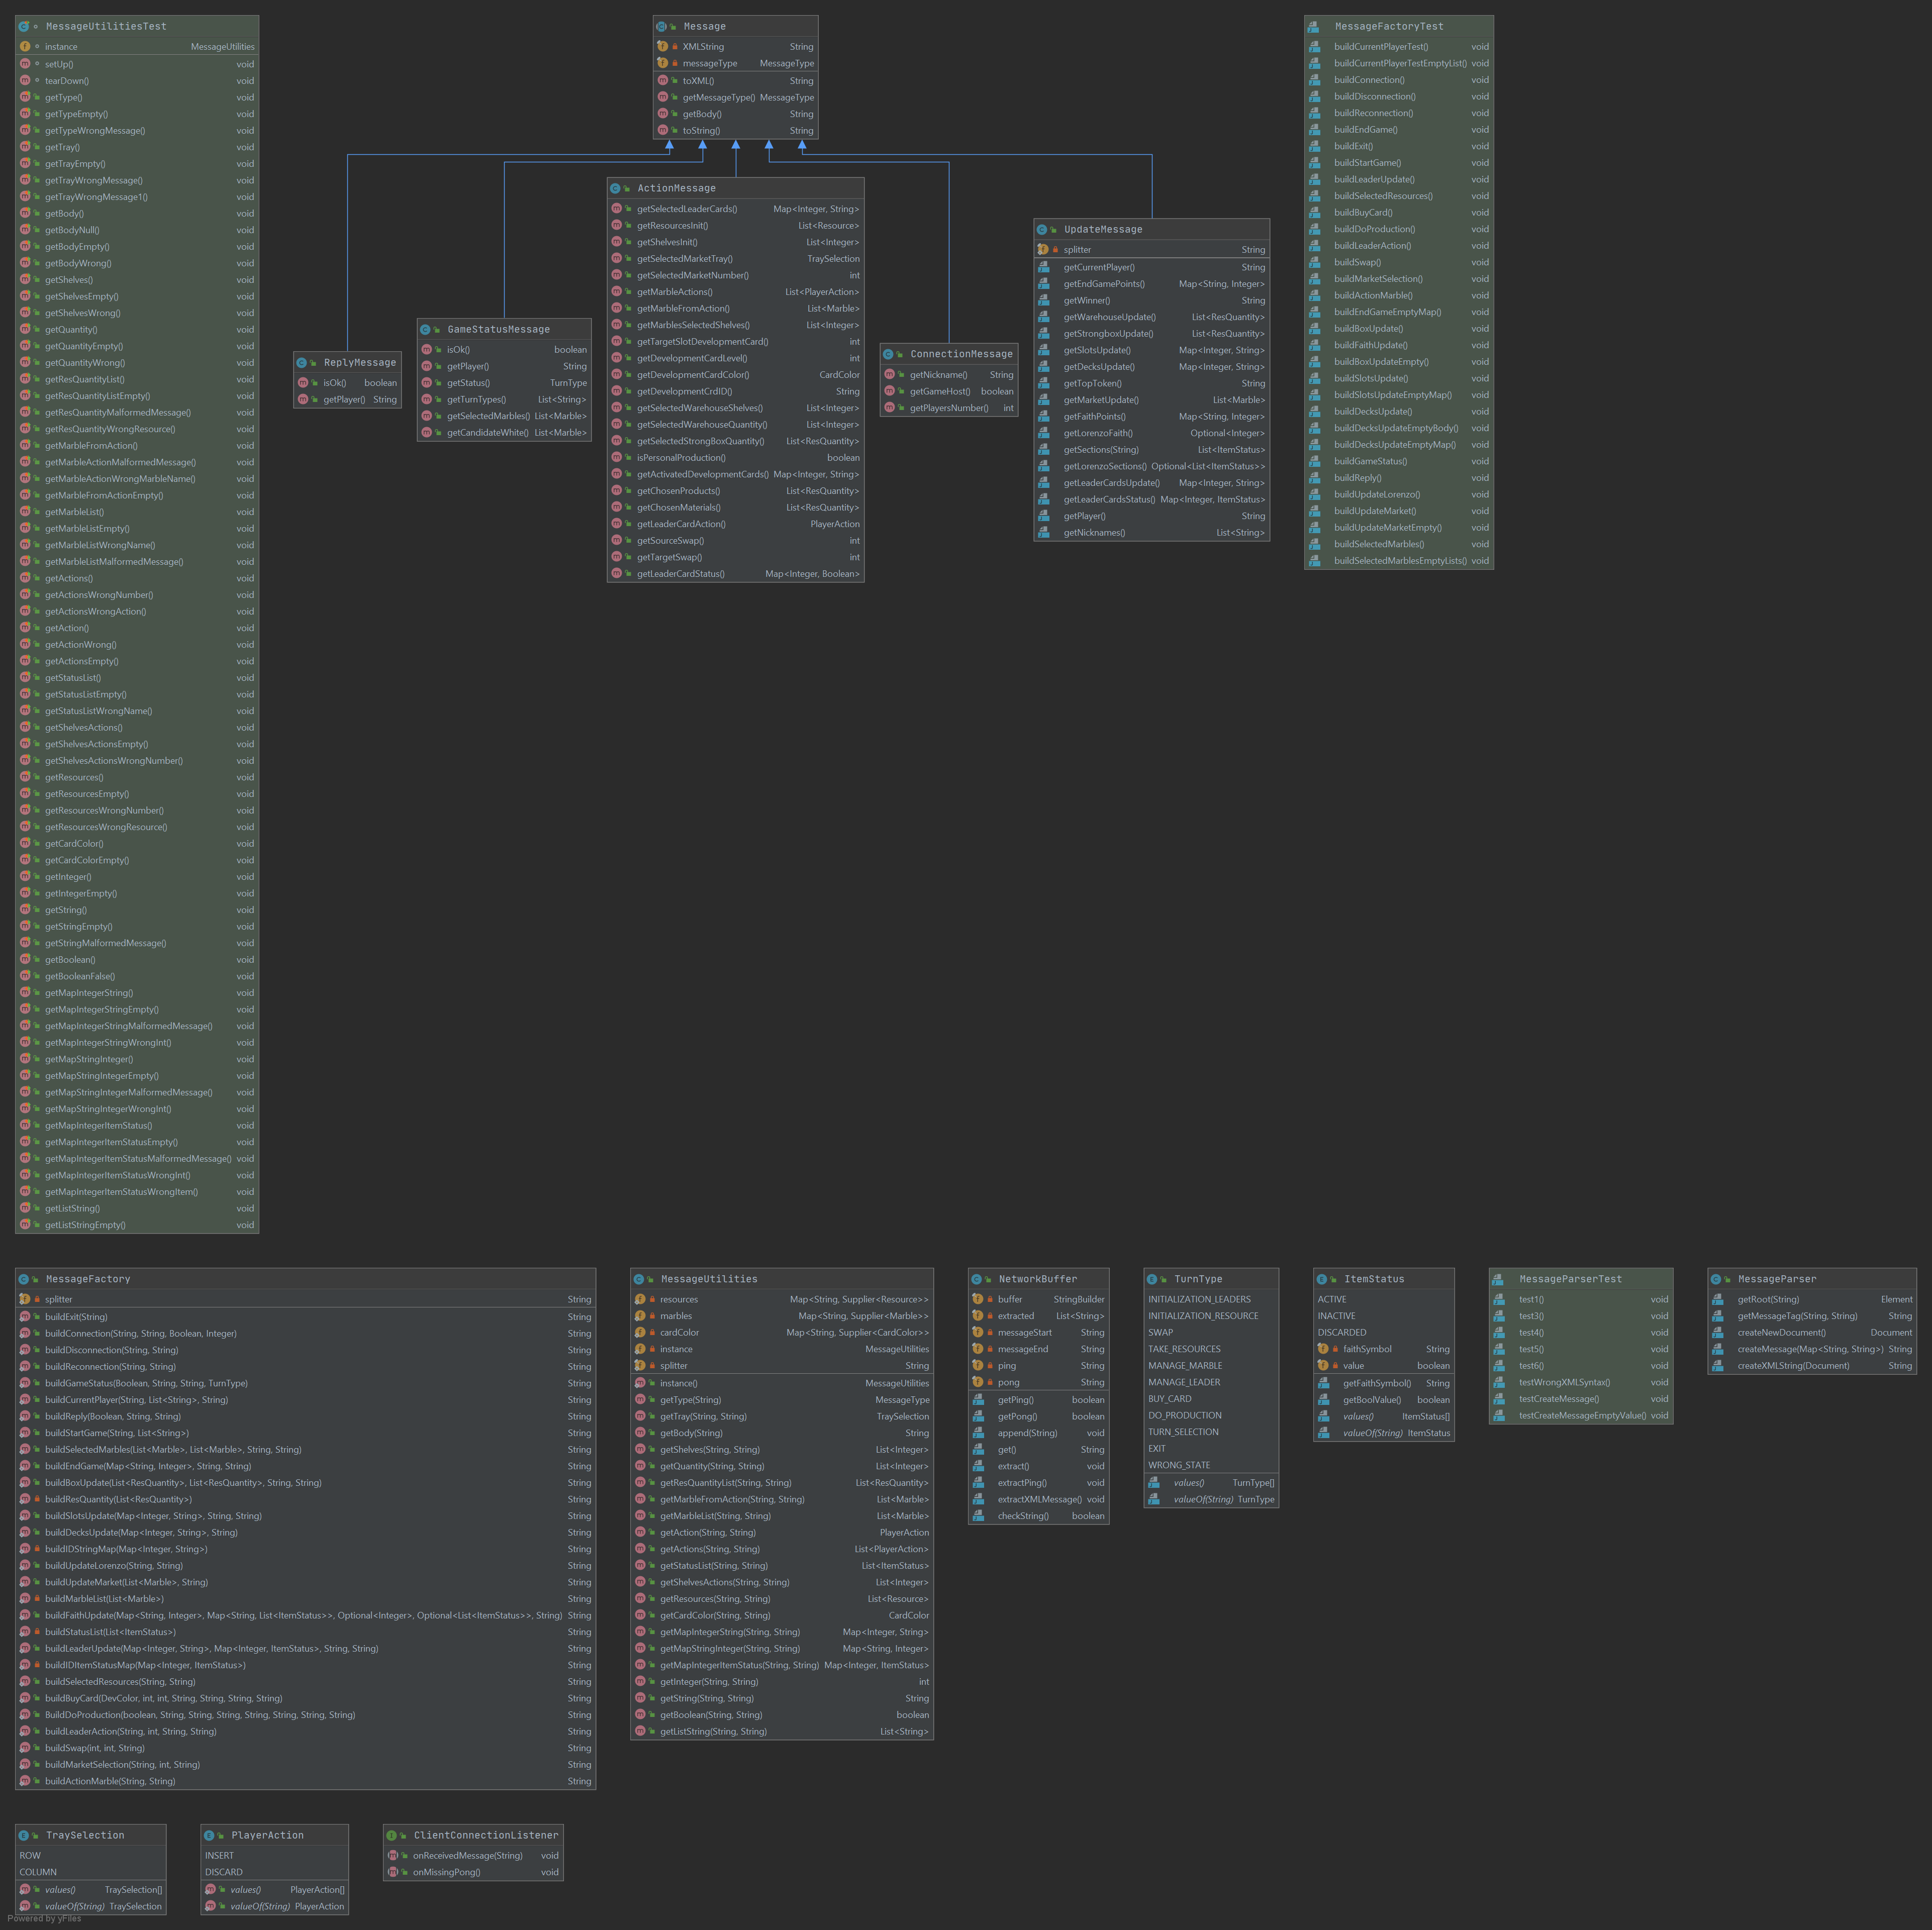 MessageUtilitiesTest
instance MessageUtilities
setUp() void
tearDown() void
getType() void
getTypeEmpty() void
getTypeWrongMessage() void
getTray() void
getTrayEmpty() void
getTrayWrongMessage() void
getTrayWrongMessage1() void
getBody() void
getBodyNull() void
getBodyEmpty() void
getBodyWrong() void
getShelves() void
getShelvesEmpty() void
getShelvesWrong() void
getQuantity() void
getQuantityEmpty() void
getQuantityWrong() void
getResQuantityList() void
getResQuantityListEmpty() void
getResQuantityMalformedMessage() void
getResQuantityWrongResource() void
getMarbleFromAction() void
getMarbleActionMalformedMessage() void
getMarbleActionWrongMarbleName() void
getMarbleFromActionEmpty() void
getMarbleList() void
getMarbleListEmpty() void
getMarbleListWrongName() void
getMarbleListMalformedMessage() void
getActions() void
getActionsWrongNumber() void
getActionsWrongAction() void
getAction() void
getActionWrong() void
getActionsEmpty() void
getStatusList() void
getStatusListEmpty() void
getStatusListWrongName() void
getShelvesActions() void
getShelvesActionsEmpty() void
getShelvesActionsWrongNumber() void
getResources() void
getResourcesEmpty() void
getResourcesWrongNumber() void
getResourcesWrongResource() void
getCardColor() void
getCardColorEmpty() void
getInteger() void
getIntegerEmpty() void
getString() void
getStringEmpty() void
getStringMalformedMessage() void
getBoolean() void
getBooleanFalse() void
getMapIntegerString() void
getMapIntegerStringEmpty() void
getMapIntegerStringMalformedMessage() void
getMapIntegerStringWrongInt() void
getMapStringInteger() void
getMapStringIntegerEmpty() void
getMapStringIntegerMalformedMessage() void
getMapStringIntegerWrongInt() void
getMapIntegerItemStatus() void
getMapIntegerItemStatusEmpty() void
getMapIntegerItemStatusMalformedMessage() void
getMapIntegerItemStatusWrongInt() void
getMapIntegerItemStatusWrongItem() void
getListString() void
getListStringEmpty() void
Message
XMLString String
messageType MessageType
toXML() String
getMessageType() MessageType
getBody() String
toString() String
ReplyMessage
isOk() boolean
getPlayer() String
GameStatusMessage
isOk() boolean
getPlayer() String
getStatus() TurnType
getTurnTypes() List<String>
getSelectedMarbles() List<Marble>
getCandidateWhite() List<Marble>
ActionMessage
getSelectedLeaderCards() Map<Integer, String>
getResourcesInit() List<Resource>
getShelvesInit() List<Integer>
getSelectedMarketTray() TraySelection
getSelectedMarketNumber() int
getMarbleActions() List<PlayerAction>
getMarbleFromAction() List<Marble>
getMarblesSelectedShelves() List<Integer>
getTargetSlotDevelopmentCard() int
getDevelopmentCardLevel() int
getDevelopmentCardColor() CardColor
getDevelopmentCrdID() String
getSelectedWarehouseShelves() List<Integer>
getSelectedWarehouseQuantity() List<Integer>
getSelectedStrongBoxQuantity() List<ResQuantity>
isPersonalProduction() boolean
getActivatedDevelopmentCards() Map<Integer, String>
getChosenProducts() List<ResQuantity>
getChosenMaterials() List<ResQuantity>
getLeaderCardAction() PlayerAction
getSourceSwap() int
getTargetSwap() int
getLeaderCardStatus() Map<Integer, Boolean>
ConnectionMessage
getNickname() String
getGameHost() boolean
getPlayersNumber() int
UpdateMessage
splitter String
getCurrentPlayer() String
getEndGamePoints() Map<String, Integer>
getWinner() String
getWarehouseUpdate() List<ResQuantity>
getStrongboxUpdate() List<ResQuantity>
getSlotsUpdate() Map<Integer, String>
getDecksUpdate() Map<Integer, String>
getTopToken() String
getMarketUpdate() List<Marble>
getFaithPoints() Map<String, Integer>
getLorenzoFaith() Optional<Integer>
getSections(String) List<ItemStatus>
getLorenzoSections() Optional<List<ItemStatus>>
getLeaderCardsUpdate() Map<Integer, String>
getLeaderCardsStatus() Map<Integer, ItemStatus>
getPlayer() String
getNicknames() List<String>
MessageFactoryTest
buildCurrentPlayerTest() void
buildCurrentPlayerTestEmptyList() void
buildConnection() void
buildDisconnection() void
buildReconnection() void
buildEndGame() void
buildExit() void
buildStartGame() void
buildLeaderUpdate() void
buildSelectedResources() void
buildBuyCard() void
buildDoProduction() void
buildLeaderAction() void
buildSwap() void
buildMarketSelection() void
buildActionMarble() void
buildEndGameEmptyMap() void
buildBoxUpdate() void
buildFaithUpdate() void
buildBoxUpdateEmpty() void
buildSlotsUpdate() void
buildSlotsUpdateEmptyMap() void
buildDecksUpdate() void
buildDecksUpdateEmptyBody() void
buildDecksUpdateEmptyMap() void
buildGameStatus() void
buildReply() void
buildUpdateLorenzo() void
buildUpdateMarket() void
buildUpdateMarketEmpty() void
buildSelectedMarbles() void
buildSelectedMarblesEmptyLists() void
MessageFactory
splitter String
buildExit(String) String
buildConnection(String, String, Boolean, Integer) String
buildDisconnection(String, String) String
buildReconnection(String, String) String
buildGameStatus(Boolean, String, String, TurnType) String
buildCurrentPlayer(String, List<String>, String) String
buildReply(Boolean, String, String) String
buildStartGame(String, List<String>) String
buildSelectedMarbles(List<Marble>, List<Marble>, String, String) String
buildEndGame(Map<String, Integer>, String, String) String
buildBoxUpdate(List<ResQuantity>, List<ResQuantity>, String, String) String
buildResQuantity(List<ResQuantity>) String
buildSlotsUpdate(Map<Integer, String>, String, String) String
buildDecksUpdate(Map<Integer, String>, String) String
buildIDStringMap(Map<Integer, String>) String
buildUpdateLorenzo(String, String) String
buildUpdateMarket(List<Marble>, String) String
buildMarbleList(List<Marble>) String
buildFaithUpdate(Map<String, Integer>, Map<String, List<ItemStatus>>, Optional<Integer>, Optional<List<ItemStatus>>, String) String
buildStatusList(List<ItemStatus>) String
buildLeaderUpdate(Map<Integer, String>, Map<Integer, ItemStatus>, String, String) String
buildIDItemStatusMap(Map<Integer, ItemStatus>) String
buildSelectedResources(String, String) String
buildBuyCard(DevColor, int, int, String, String, String, String) String
BuildDoProduction(boolean, String, String, String, String, String, String, String) String
buildLeaderAction(String, int, String, String) String
buildSwap(int, int, String) String
buildMarketSelection(String, int, String) String
buildActionMarble(String, String) String
MessageUtilities
resources Map<String, Supplier<Resource>>
marbles Map<String, Supplier<Marble>>
cardColor Map<String, Supplier<CardColor>>
instance MessageUtilities
splitter String
instance() MessageUtilities
getType(String) MessageType
getTray(String, String) TraySelection
getBody(String) String
getShelves(String, String) List<Integer>
getQuantity(String, String) List<Integer>
getResQuantityList(String, String) List<ResQuantity>
getMarbleFromAction(String, String) List<Marble>
getMarbleList(String, String) List<Marble>
getAction(String, String) PlayerAction
getActions(String, String) List<PlayerAction>
getStatusList(String, String) List<ItemStatus>
getShelvesActions(String, String) List<Integer>
getResources(String, String) List<Resource>
getCardColor(String, String) CardColor
getMapIntegerString(String, String) Map<Integer, String>
getMapStringInteger(String, String) Map<String, Integer>
getMapIntegerItemStatus(String, String) Map<Integer, ItemStatus>
getInteger(String, String) int
getString(String, String) String
getBoolean(String, String) boolean
getListString(String, String) List<String>
NetworkBuffer
buffer StringBuilder
extracted List<String>
messageStart String
messageEnd String
ping String
pong String
getPing() boolean
getPong() boolean
append(String) void
get() String
extract() void
extractPing() void
extractXMLMessage() void
checkString() boolean
TurnType
INITIALIZATION_LEADERS
INITIALIZATION_RESOURCE
SWAP
TAKE_RESOURCES
MANAGE_MARBLE
MANAGE_LEADER
BUY_CARD
DO_PRODUCTION
TURN_SELECTION
EXIT
WRONG_STATE
values() TurnType[]
valueOf(String) TurnType
ItemStatus
ACTIVE
INACTIVE
DISCARDED
faithSymbol String
value boolean
getFaithSymbol() String
getBoolValue() boolean
values() ItemStatus[]
valueOf(String) ItemStatus
MessageParserTest
test1() void
test3() void
test4() void
test5() void
test6() void
testWrongXMLSyntax() void
testCreateMessage() void
testCreateMessageEmptyValue() void
MessageParser
getRoot(String) Element
getMessageTag(String, String) String
createNewDocument() Document
createMessage(Map<String, String>) String
createXMLString(Document) String
TraySelection
ROW
COLUMN
values() TraySelection[]
valueOf(String) TraySelection
PlayerAction
INSERT
DISCARD
values() PlayerAction[]
valueOf(String) PlayerAction
ClientConnectionListener
onReceivedMessage(String) void
onMissingPong() void
Powered by yFiles